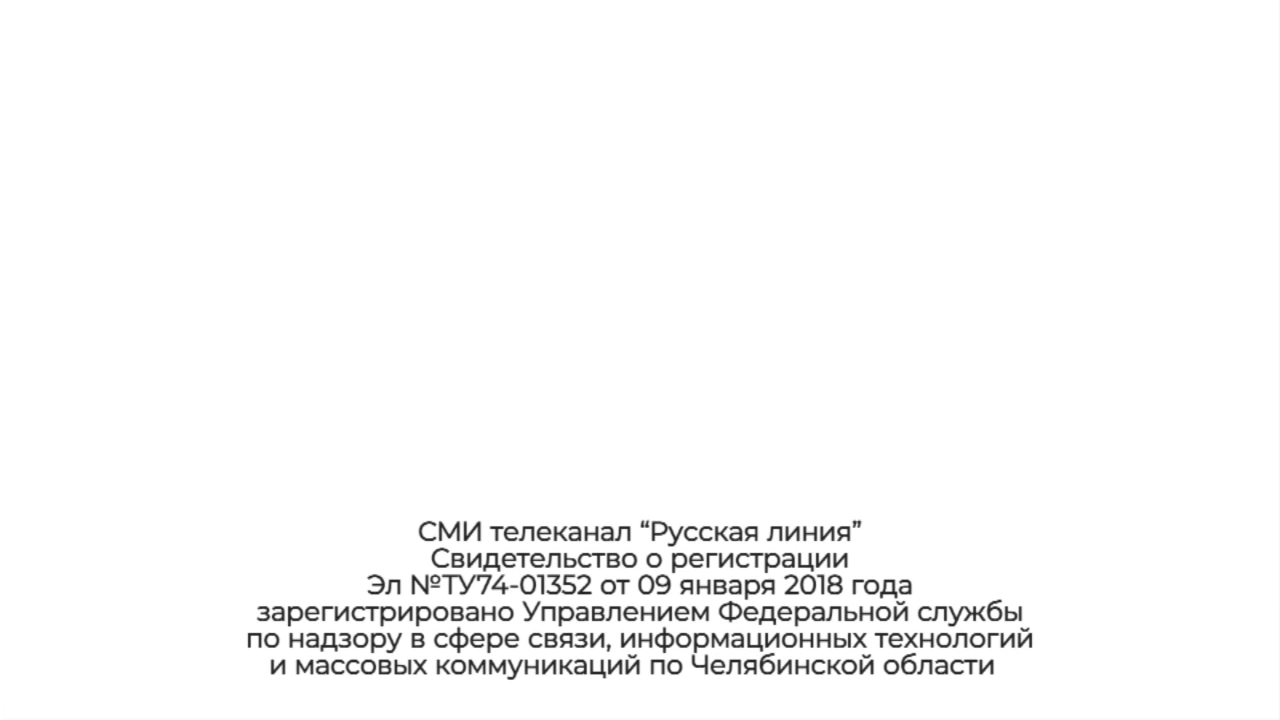 СМИ телеканал “Русская линия”
Свидетельство о регистрации
Эл №ТУ74-01352 от 09 января 2018 года
зарегистрировано Управлением Федеральной службы
по надзору в сфере связи, информационных технологий
и массовых коммуникаций по Челябинской области